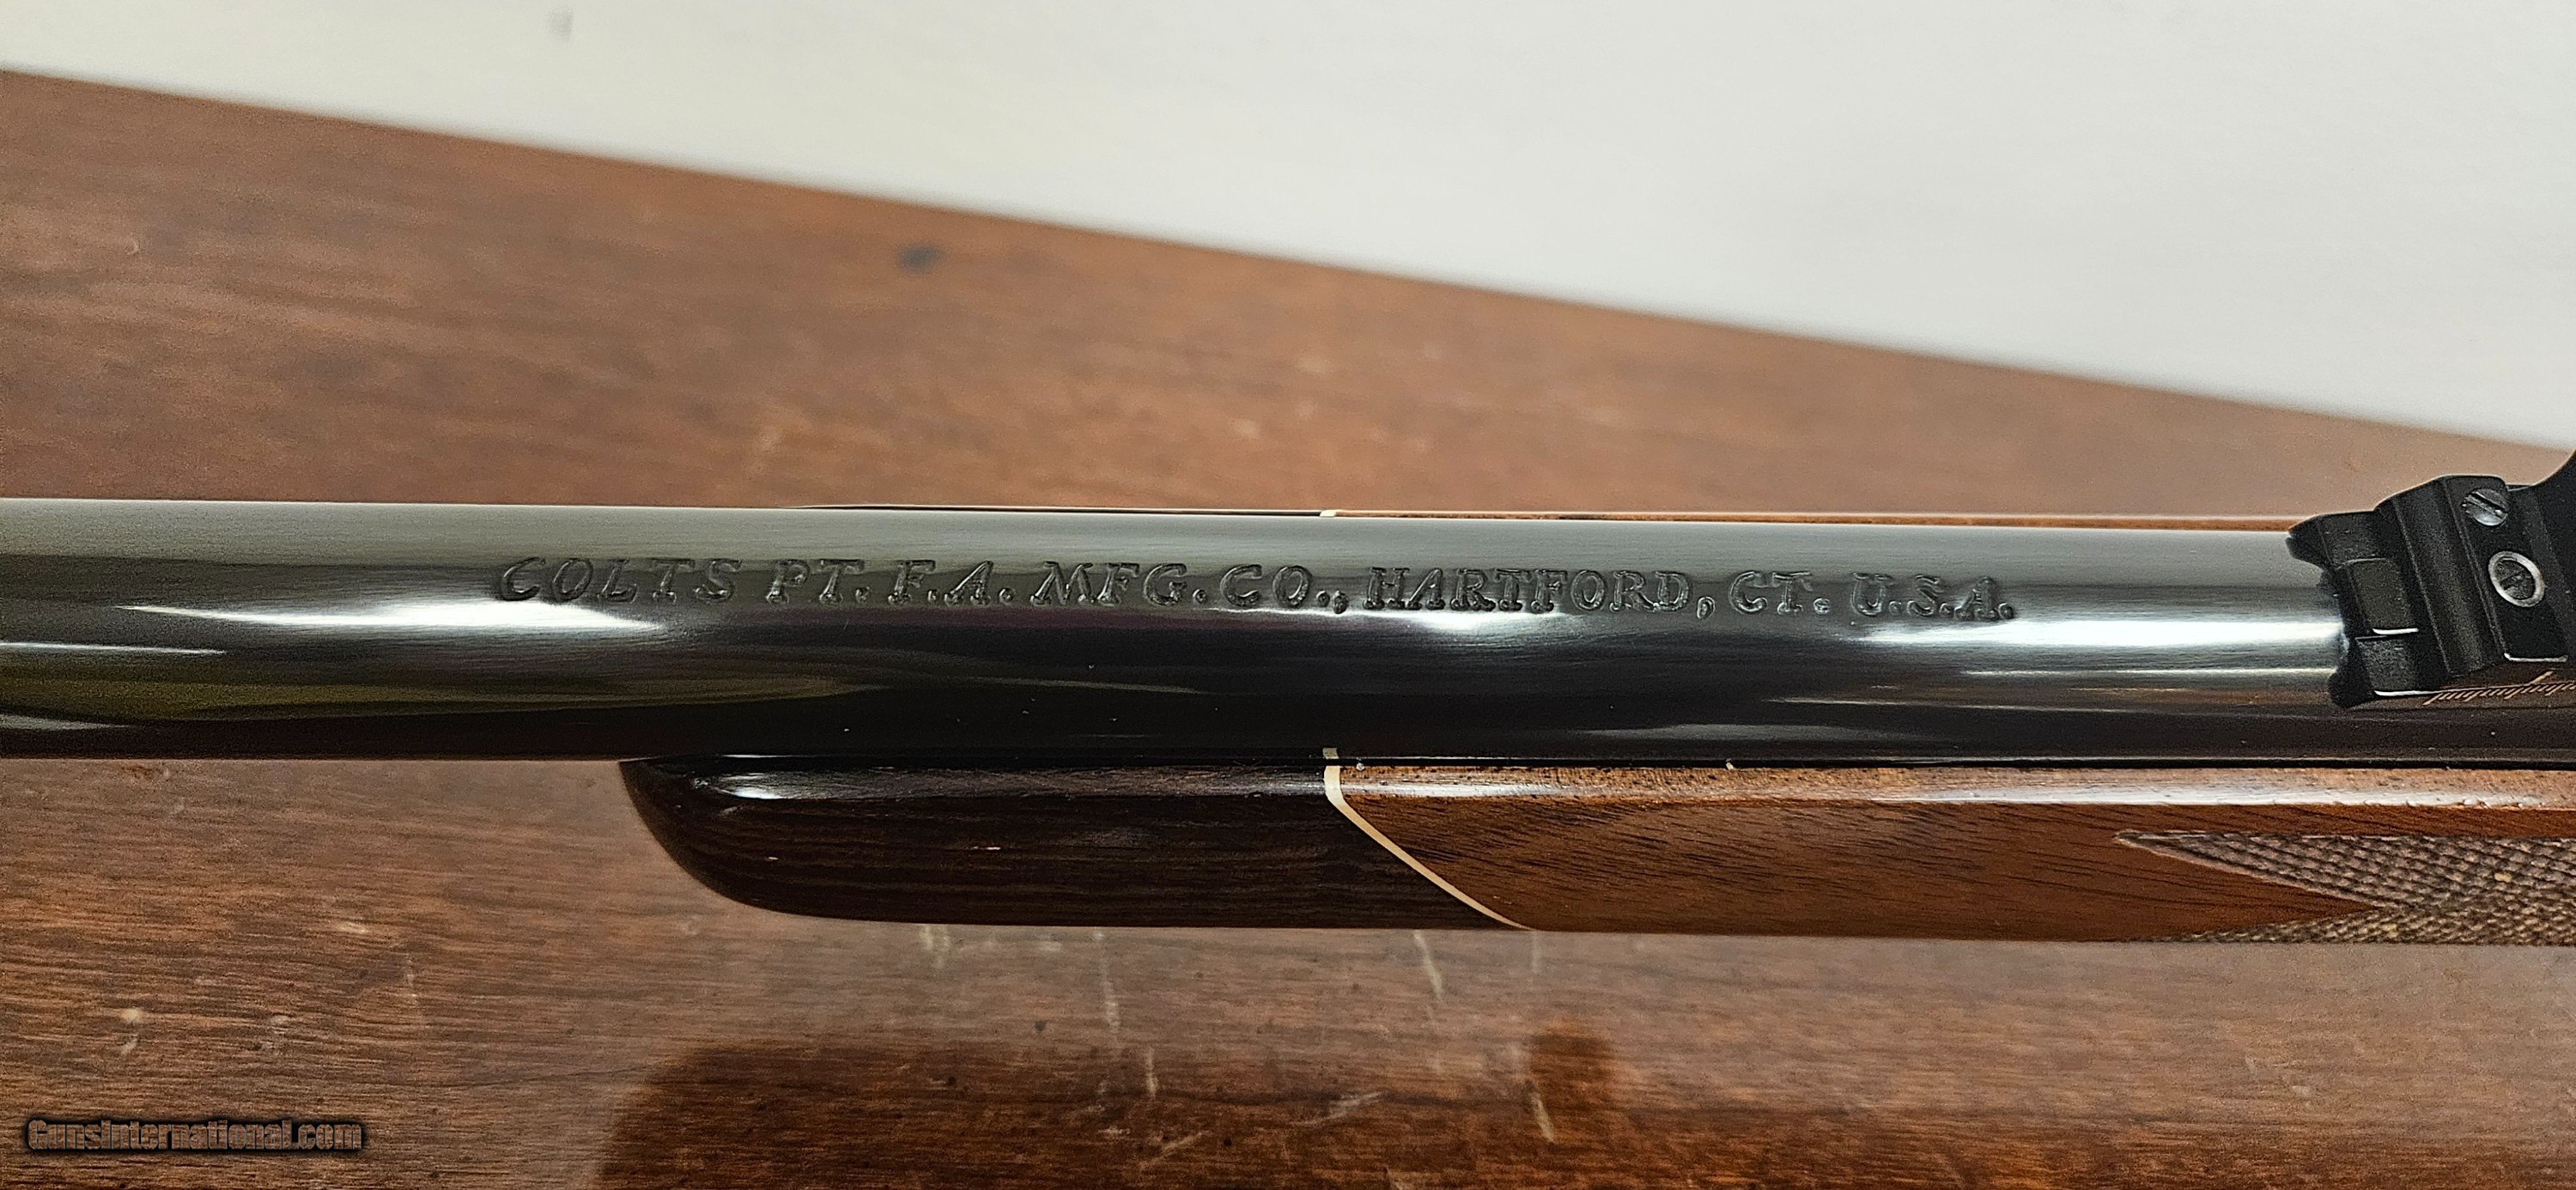 COLTS PT. F.A. MFG. CO., HARTFORD, CT. U.S.A.
GunsInternational.com